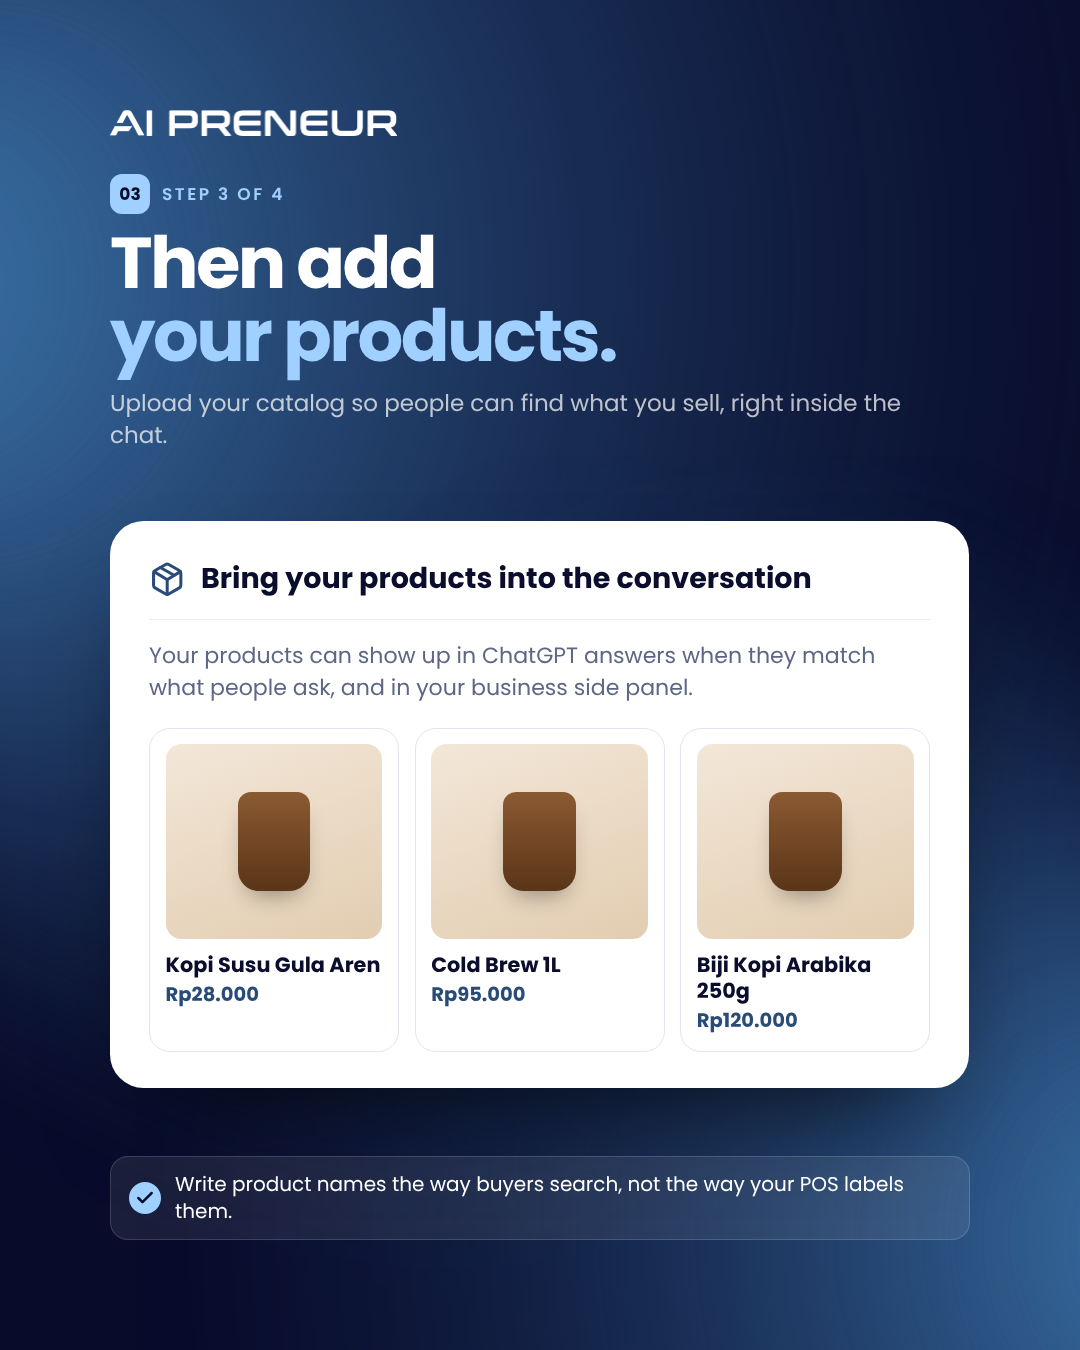 AI PRENEUR
03 STEP 3 OF 4
Then add
your products.
Upload your catalog so people can find what you sell, right inside the
chat.
Bring your products into the conversation
Your products can show up in ChatGPT answers when they match
what people ask, and in your business side panel.
Kopi Susu Gula Aren
Rp28.000
Cold Brew 1L
Rp95.000
Biji Kopi Arabika
250g
Rp120.000
Write product names the way buyers search, not the way your POS labels
them.